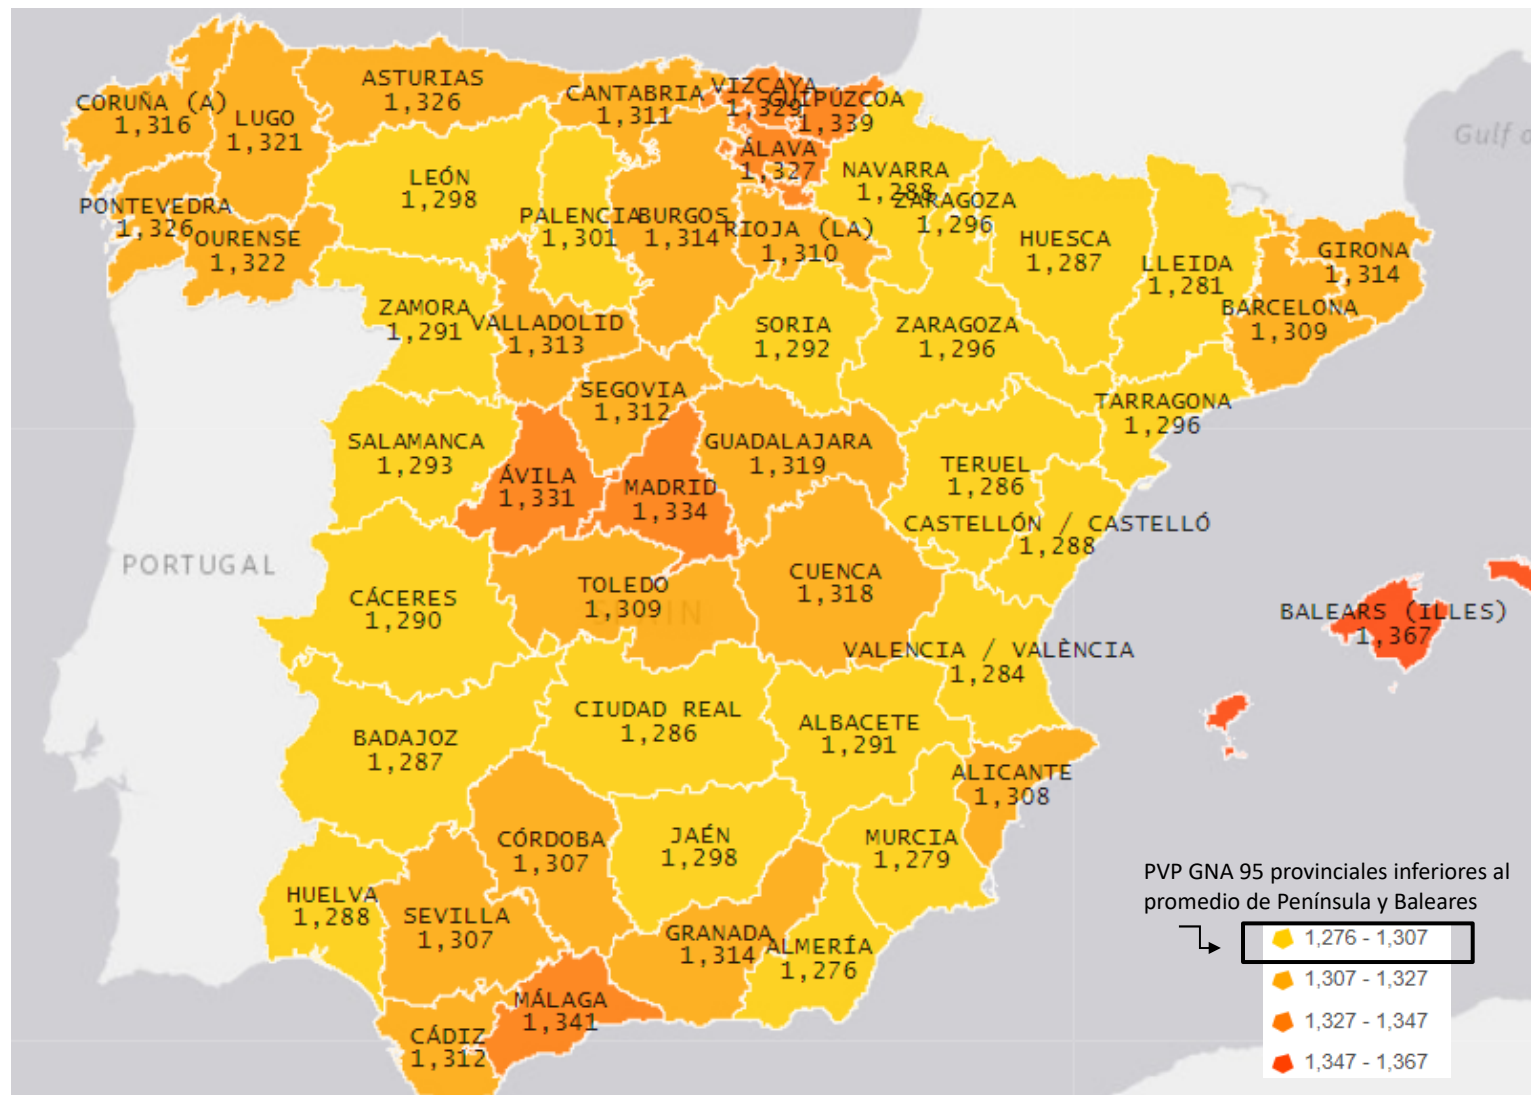 ASTURIAS
1,326
CANTABRIA
1,311
VIZCAYA
1,329
GUIPÚZCOA
1,339
CORUÑA (A)
1,316
LUGO
1,321
ÁLAVA
1,327
LEÓN
1,298
NAVARRA
1,288
ZARAGOZA
1,296
PONTEVEDRA
1,326
OURENSE
1,322
PALENCIA
1,301
BURGOS
1,314
RIOJA (LA)
1,310
HUESCA
1,287
LLEIDA
1,281
GIRONA
1,314
BARCELONA
1,309
ZAMORA
1,291
VALLADOLID
1,313
SORIA
1,292
ZARAGOZA
1,296
SEGOVIA
1,312
TARRAGONA
1,296
SALAMANCA
1,293
ÁVILA
1,331
MADRID
1,334
GUADALAJARA
1,319
TERUEL
1,286
CASTELLÓN / CASTELLÓ
1,288
PORTUGAL
CÁCERES
1,290
TOLEDO
1,309
CUENCA
1,318
BALEARS (ILLES)
1,367
VALENCIA / VALÈNCIA
1,284
BADAJOZ
1,287
CIUDAD REAL
1,286
ALBACETE
1,291
ALICANTE
1,308
CÓRDOBA
1,307
JAÉN
1,298
MURCIA
1,279
HUELVA
1,288
SEVILLA
1,307
GRANADA
1,314
ALMERÍA
1,276
MÁLAGA
1,341
CÁDIZ
1,312
Gulf
PVP GNA 95 provinciales inferiores al
promedio de Península y Baleares
1,276 - 1,307
1,307 - 1,327
1,327 - 1,347
1,347 - 1,367